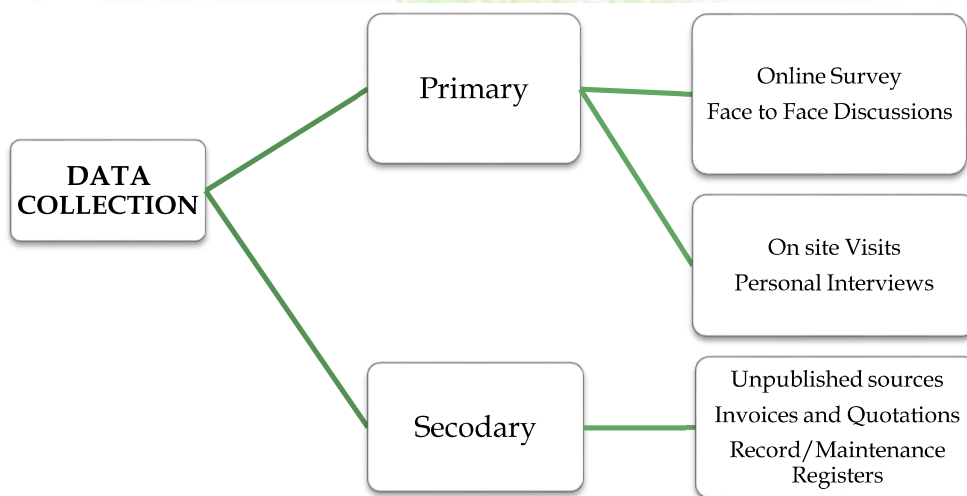 DATA
COLLECTION
Primary
Online Survey
Face to Face Discussions
On site Visits
Personal Interviews
Secodary
Unpublished sources
Invoices and Quotations
Record/Maintenance
Registers